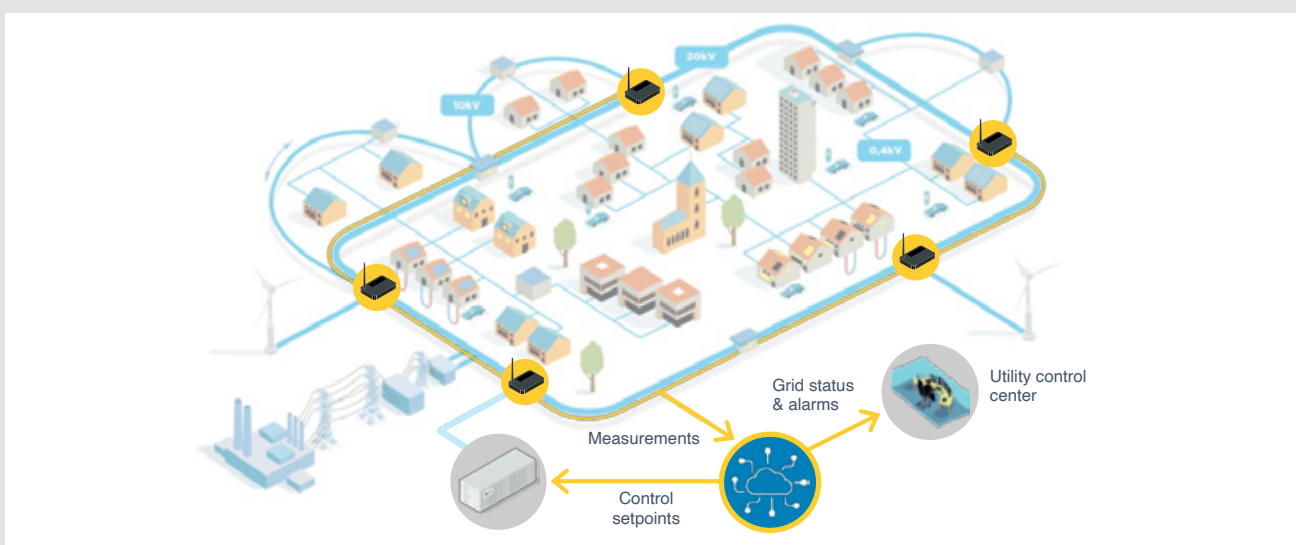 20kV
10kV
0,4kV
Grid status
& alarms
Utility control
center
Measurements
Control
setpoints